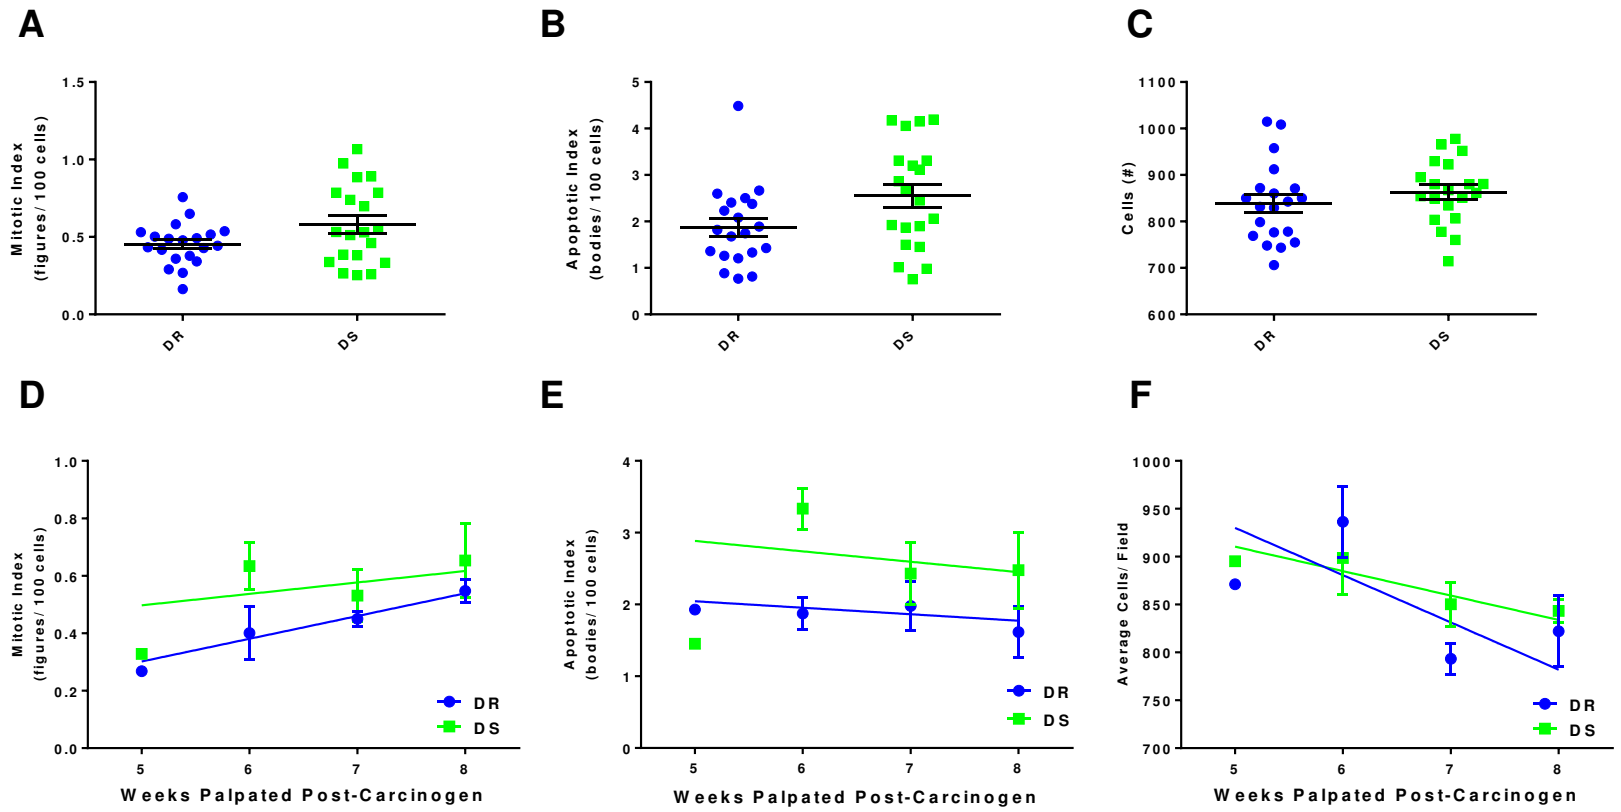 A
Mitotic Index
(figures/100 cells)
1.5
1.0
0.5
0.0
DR
DS
B
Apoptotic Index
(bodies/100 cells)
5
4
3
2
1
0
DR
DS
C
Cells (#)
1100
1000
900
800
700
600
DR
DS
D
Mitotic Index
(figures/100 cells)
1.0
0.8
0.6
0.4
0.2
0.0
5 6 7 8
Weeks Palpated Post-Carcinogen
DR
DS
E
Apoptotic Index
(bodies/100 cells)
4
3
2
1
0
5 6 7 8
Weeks Palpated Post-Carcinogen
DR
DS
F
Average Cells/Field
1000
950
900
850
800
750
700
5 6 7 8
Weeks Palpated Post-Carcinogen
DR
DS